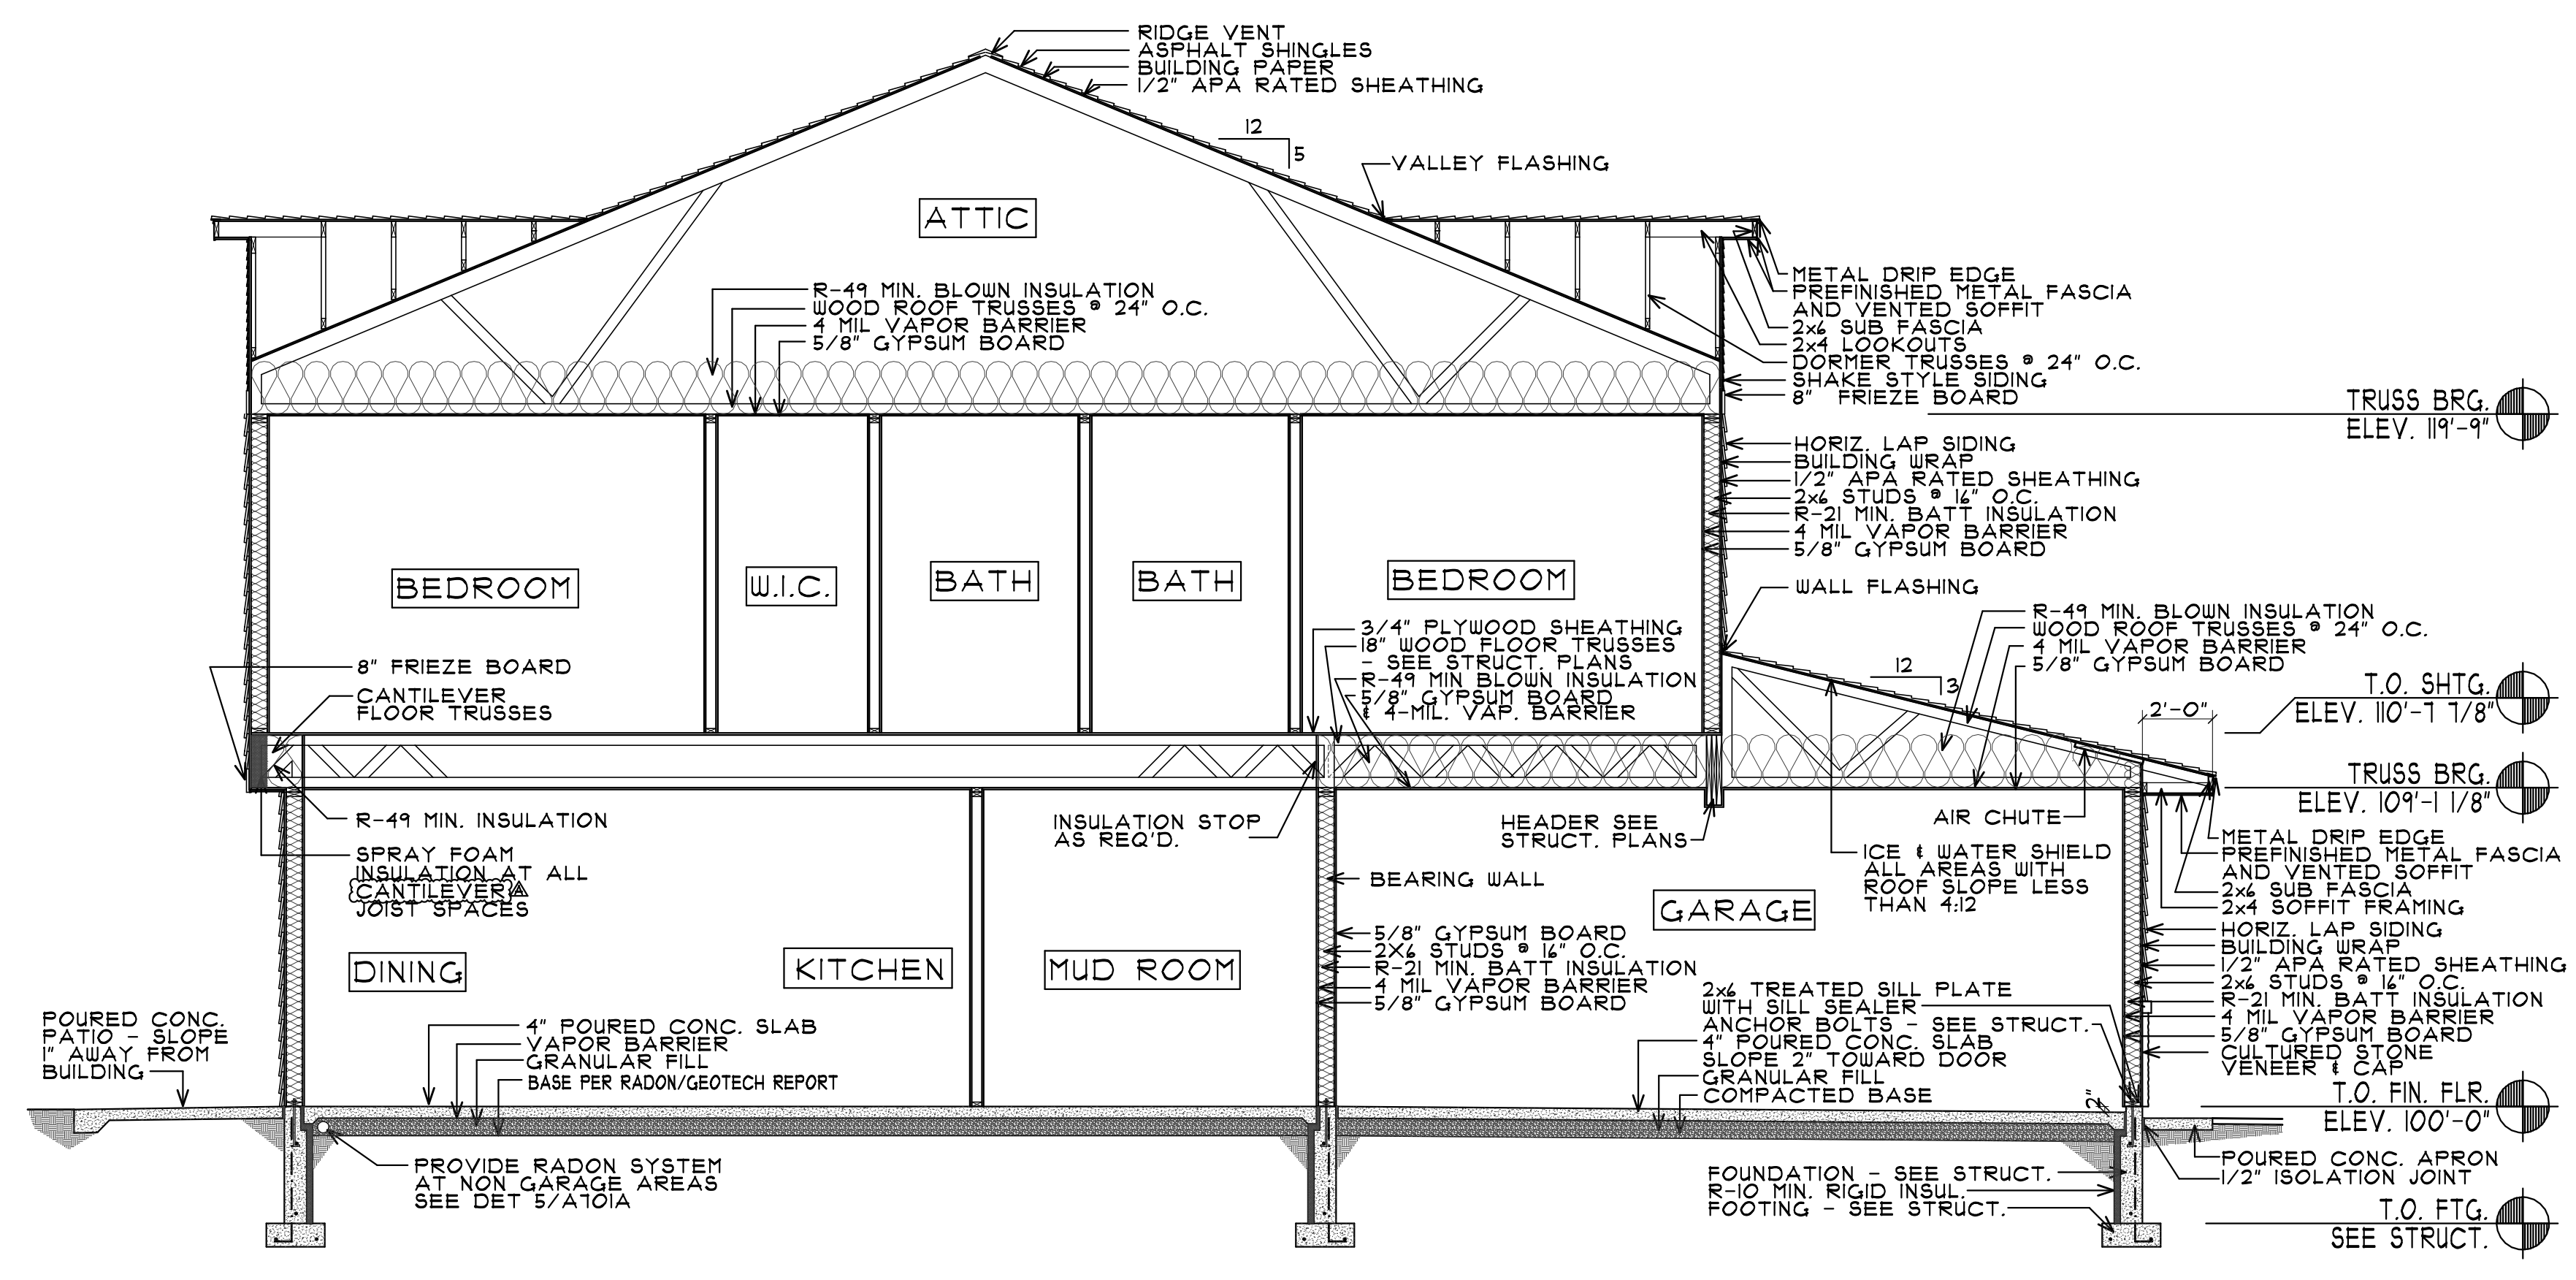 RIDGE VENT
ASPHALT SHINGLES
BUILDING PAPER
1/2" APA RATED SHEATHING
12
5
VALLEY FLASHING
ATTIC
R-49 MIN. BLOWN INSULATION
WOOD ROOF TRUSSES @ 24" O.C.
4 MIL VAPOR BARRIER
5/8" GYPSUM BOARD
METAL DRIP EDGE
PREFINISHED METAL FASCIA
AND VENTED SOFFIT
2x6 SUB FASCIA
2x4 LOOKOUTS
DORMER TRUSSES @ 24" O.C.
SHAKE STYLE SIDING
8" FRIEZE BOARD
TRUSS BRG.
ELEV. 119'-9"
HORIZ. LAP SIDING
BUILDING WRAP
1/2" APA RATED SHEATHING
2x6 STUDS @ 16" O.C.
R-21 MIN. BATT INSULATION
4 MIL VAPOR BARRIER
5/8" GYPSUM BOARD
BEDROOM
W.I.C.
BATH
BATH
BEDROOM
WALL FLASHING
R-49 MIN. BLOWN INSULATION
WOOD ROOF TRUSSES @ 24" O.C.
4 MIL VAPOR BARRIER
5/8" GYPSUM BOARD
3/4" PLYWOOD SHEATHING
18" WOOD FLOOR TRUSSES
- SEE STRUCT. PLANS
R-49 MIN BLOWN INSULATION
5/8" GYPSUM BOARD
& 4-MIL. VAP. BARRIER
8" FRIEZE BOARD
CANTILEVER
FLOOR TRUSSES
12
3
2'-0"
T.O. SHTG.
ELEV. 110'-7 7/8"
TRUSS BRG.
ELEV. 109'-1 1/8"
R-49 MIN. INSULATION
SPRAY FOAM
INSULATION AT ALL
CANTILEVER A
JOIST SPACES
INSULATION STOP
AS REQ'D.
HEADER SEE
STRUCT. PLANS
AIR CHUTE
ICE & WATER SHIELD
ALL AREAS WITH
ROOF SLOPE LESS
THAN 4:12
METAL DRIP EDGE
PREFINISHED METAL FASCIA
AND VENTED SOFFIT
2x6 SUB FASCIA
2x4 SOFFIT FRAMING
HORIZ. LAP SIDING
BUILDING WRAP
1/2" APA RATED SHEATHING
2x6 STUDS @ 16" O.C.
R-21 MIN. BATT INSULATION
4 MIL VAPOR BARRIER
5/8" GYPSUM BOARD
CULTURED STONE
VENEER & CAP
BEARING WALL
GARAGE
5/8" GYPSUM BOARD
2X6 STUDS @ 16" O.C.
R-21 MIN. BATT INSULATION
4 MIL VAPOR BARRIER
5/8" GYPSUM BOARD
DINING
KITCHEN
MUD ROOM
2x6 TREATED SILL PLATE
WITH SILL SEALER
ANCHOR BOLTS - SEE STRUCT.
4" POURED CONC. SLAB
SLOPE 2" TOWARD DOOR
GRANULAR FILL
COMPACTED BASE
2"
POURED CONC.
PATIO - SLOPE
1" AWAY FROM
BUILDING
4" POURED CONC. SLAB
VAPOR BARRIER
GRANULAR FILL
BASE PER RADON/GEOTECH REPORT
T.O. FIN. FLR.
ELEV. 100'-0"
PROVIDE RADON SYSTEM
AT NON GARAGE AREAS
SEE DET 5/A701A
FOUNDATION - SEE STRUCT.
R-10 MIN. RIGID INSUL.
FOOTING - SEE STRUCT.
POURED CONC. APRON
1/2" ISOLATION JOINT
T.O. FTG.
SEE STRUCT.